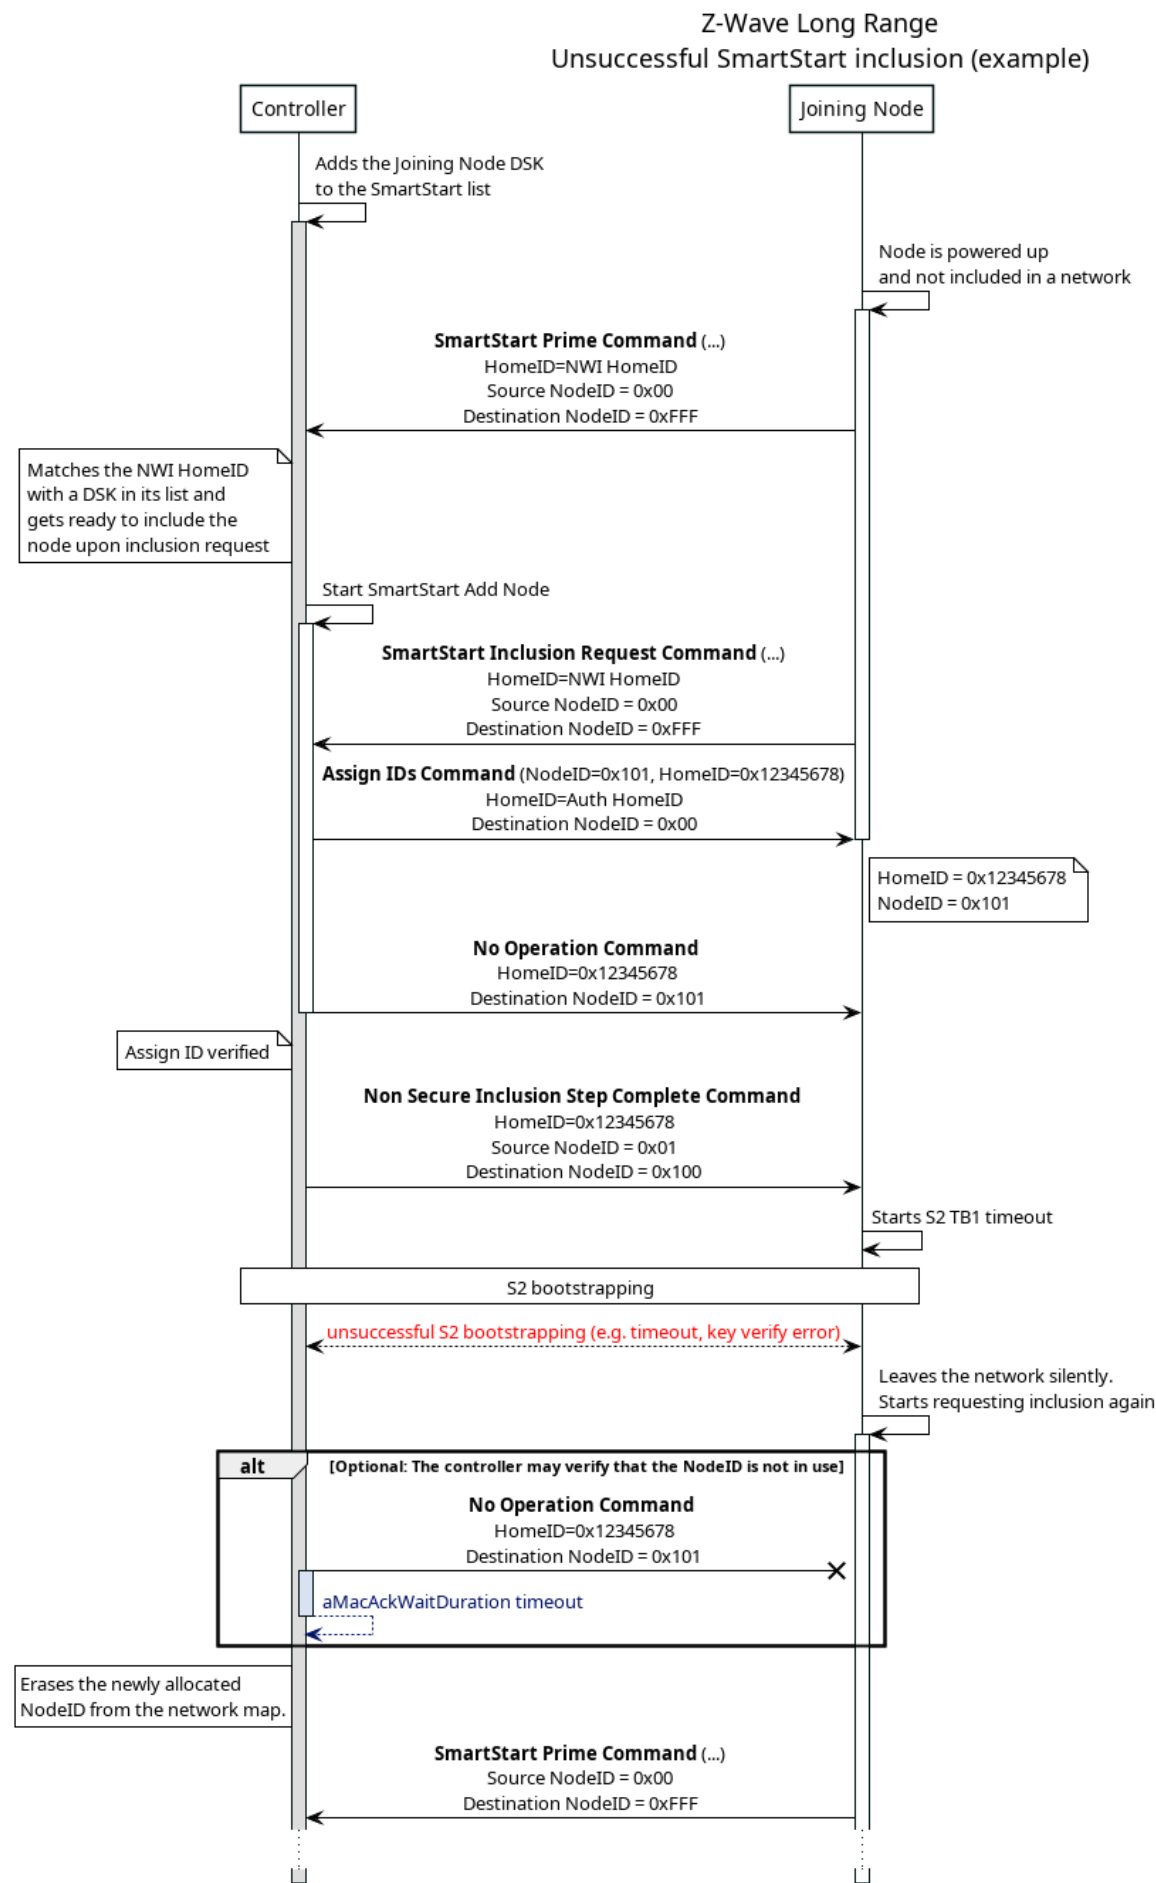 Z-Wave Long Range
Unsuccessful SmartStart inclusion (example)
Controller
Joining Node
Adds the Joining Node DSK
to the SmartStart list
Node is powered up
and not included in a network
SmartStart Prime Command (...)
HomeID=NWI HomeID
Source NodeID = 0x00
Destination NodeID = 0xFFF
Matches the NWI HomeID
with a DSK in its list and
gets ready to include the
node upon inclusion request
Start SmartStart Add Node
SmartStart Inclusion Request Command (...)
HomeID=NWI HomeID
Source NodeID = 0x00
Destination NodeID = 0xFFF
Assign IDs Command (NodeID=0x101, HomeID=0x12345678)
HomeID=Auth HomeID
Destination NodeID = 0x00
HomeID = 0x12345678
NodeID = 0x101
No Operation Command
HomeID=0x12345678
Destination NodeID = 0x101
Assign ID verified
Non Secure Inclusion Step Complete Command
HomeID=0x12345678
Source NodeID = 0x01
Destination NodeID = 0x100
Starts S2 TB1 timeout
S2 bootstrapping
unsuccessful S2 bootstrapping (e.g. timeout, key verify error)
Leaves the network silently.
Starts requesting inclusion again
alt [Optional: The controller may verify that the NodeID is not in use]
No Operation Command
HomeID=0x12345678
Destination NodeID = 0x101
aMacAckWaitDuration timeout
Erases the newly allocated
NodeID from the network map.
SmartStart Prime Command (...)
Source NodeID = 0x00
Destination NodeID = 0xFFF